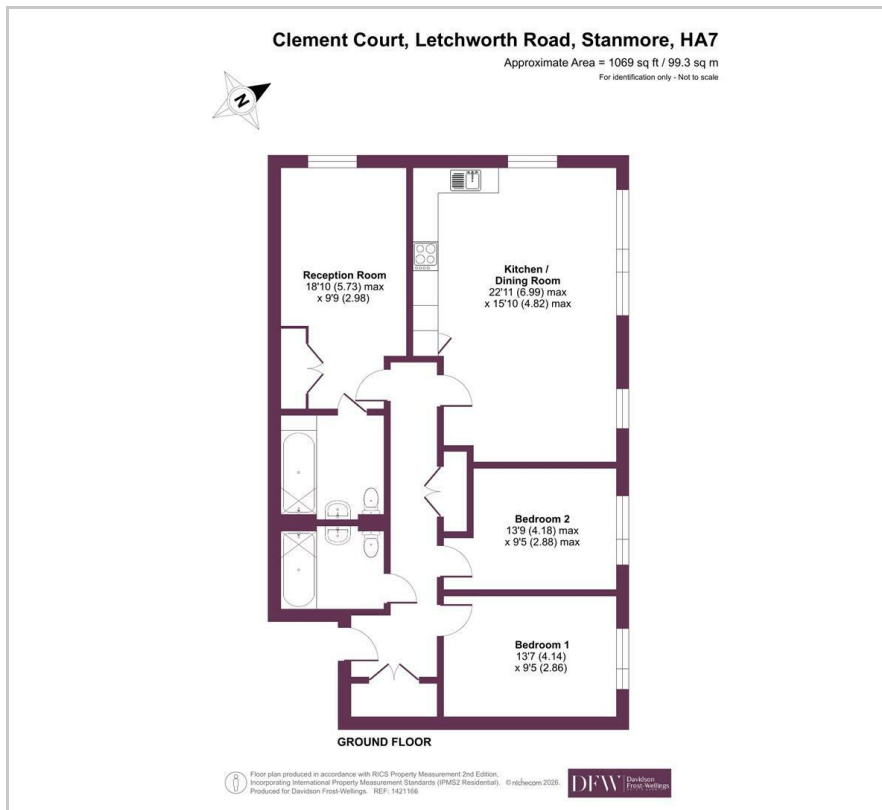 Clement Court, Letchworth Road, Stanmore, HA7
Approximate Area = 1069 sq ft / 99.3 sq m
For identification only - Not to scale
N
Reception Room
18'10 (5.73) max
x 9'9 (2.98)
Kitchen /
Dining Room
22'11 (6.99) max
x 15'10 (4.82) max
Bedroom 2
13'9 (4.18) max
x 9'5 (2.88) max
Bedroom 1
13'7 (4.14)
x 9'5 (2.86)
GROUND FLOOR
Floor plan produced in accordance with RICS Property Measurement 2nd Edition,
Incorporating International Property Measurement Standards (IPMS2 Residential). ©nichecom 2026.
Produced for Davidson Frost-Wellings. REF: 1421166
DFW
Davidson
Frost-Wellings